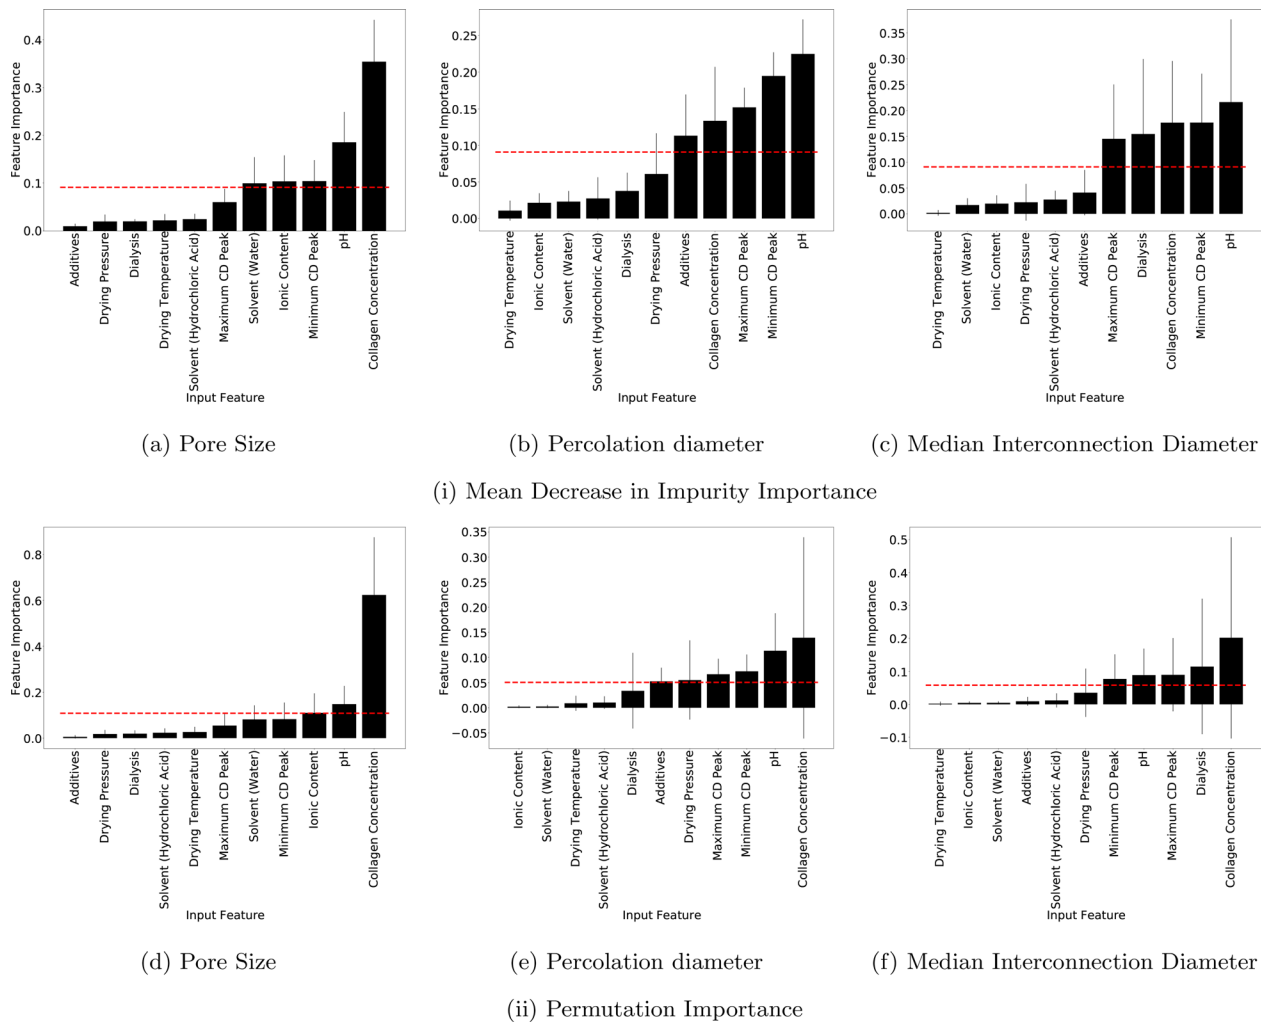 0.4
0.3
0.2
0.1
0.0
Feature Importance
Additives
Drying Pressure
Dialysis
Drying Temperature
Solvent (Hydrochloric Acid)
Maximum CD Peak
Solvent (Water)
Ionic Content
Minimum CD Peak
pH
Collagen Concentration
Input Feature
(a) Pore Size
0.25
0.20
0.15
0.10
0.05
0.00
Feature Importance
Drying Temperature
Ionic Content
Solvent (Water)
Solvent (Hydrochloric Acid)
Dialysis
Drying Pressure
Additives
Collagen Concentration
Maximum CD Peak
Minimum CD Peak
pH
Input Feature
(b) Percolation diameter
0.35
0.30
0.25
0.20
0.15
0.10
0.05
0.00
Feature Importance
Drying Temperature
Solvent (Water)
Ionic Content
Drying Pressure
Solvent (Hydrochloric Acid)
Additives
Maximum CD Peak
Dialysis
Collagen Concentration
Minimum CD Peak
pH
Input Feature
(c) Median Interconnection Diameter
(i) Mean Decrease in Impurity Importance
0.8
0.6
0.4
0.2
0.0
Feature Importance
Additives
Drying Pressure
Dialysis
Solvent (Hydrochloric Acid)
Drying Temperature
Maximum CD Peak
Solvent (Water)
Minimum CD Peak
Ionic Content
pH
Collagen Concentration
Input Feature
(d) Pore Size
0.35
0.30
0.25
0.20
0.15
0.10
0.05
0.00
−0.05
Feature Importance
Ionic Content
Solvent (Water)
Drying Temperature
Solvent (Hydrochloric Acid)
Dialysis
Additives
Drying Pressure
Maximum CD Peak
Minimum CD Peak
pH
Collagen Concentration
Input Feature
(e) Percolation diameter
0.5
0.4
0.3
0.2
0.1
0.0
−0.1
Feature Importance
Drying Temperature
Ionic Content
Solvent (Water)
Additives
Solvent (Hydrochloric Acid)
Drying Pressure
Minimum CD Peak
pH
Maximum CD Peak
Dialysis
Collagen Concentration
Input Feature
(f) Median Interconnection Diameter
(ii) Permutation Importance